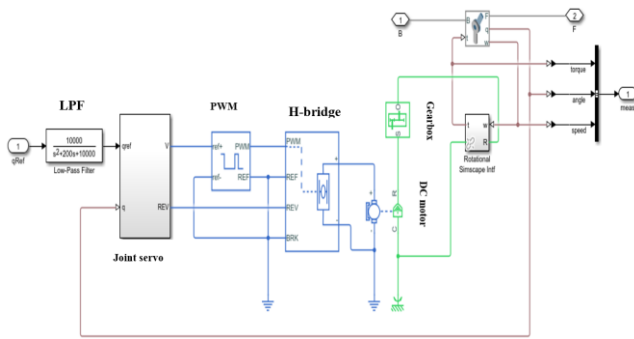 1
B
B
F
q
t
w
2
F
torque
angle
speed
1
meas
LPF
PWM
H-bridge
Gearbox
DC motor
1
qRef
10000
s²+200s+10000
Low-Pass Filter
qref
V
q
REV
Joint servo
ref+
PWM
ref-
REF
PWM
REF
REV
BRK
+
-
+
-
S
O
R
C
t
w
R
Rotational
Simscape Intf